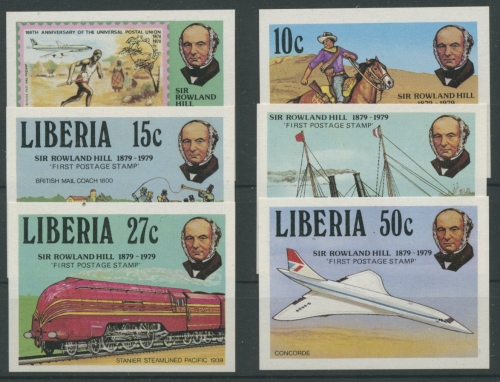 100TH ANNIVERSARY OF THE UNIVERSAL POSTAL UNION
1874
1974
SIR
ROWLAND
HILL
10c
SIR ROWLAND HILL
1879-1979
LIBERIA 15c
SIR ROWLAND HILL 1879-1979
'FIRST POSTAGE STAMP'
BRITISH MAIL COACH 1800
SIR ROWLAND HILL 1879-1979
'FIRST POSTAGE STAMP'
LIBERIA 27c
SIR ROWLAND HILL 1879-1979
'FIRST POSTAGE STAMP'
STANIER STEAMLINED PACIFIC 1939
LIBERIA 50c
SIR ROWLAND HILL 1879-1979
'FIRST POSTAGE STAMP'
CONCORDE